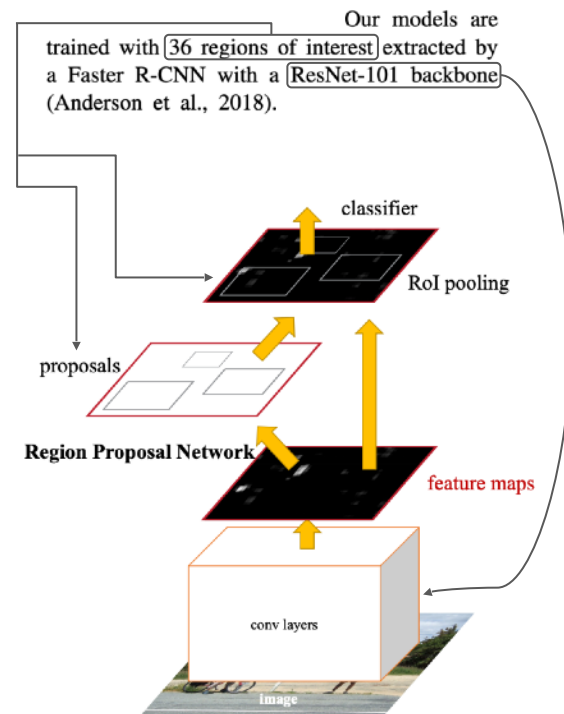 Our models are
trained with 36 regions of interest extracted by
a Faster R-CNN with a ResNet-101 backbone
(Anderson et al., 2018).
classifier
RoI pooling
proposals
Region Proposal Network
feature maps
conv layers
image